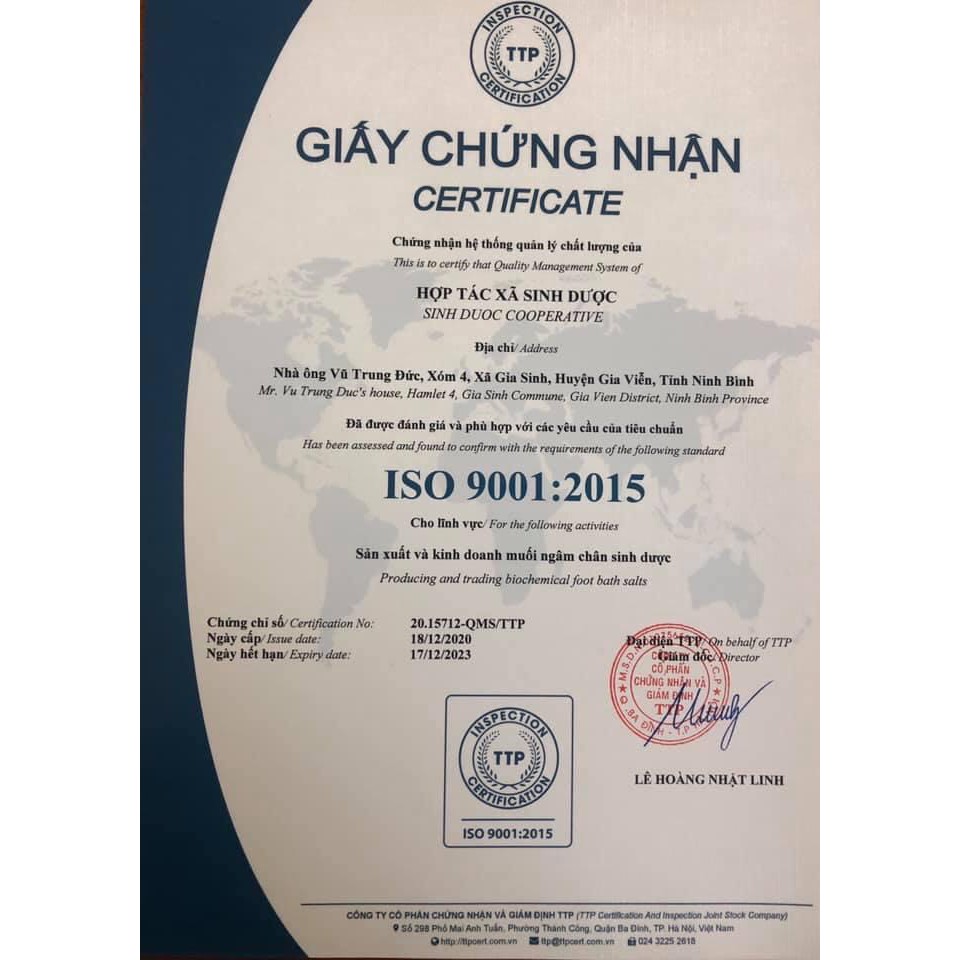 INSPECTION
TTP
CERTIFICATION
GIẤY CHỨNG NHẬN
CERTIFICATE
Chứng nhận hệ thống quản lý chất lượng của
This is to certify that Quality Management System of
HỢP TÁC XÃ SINH DƯỢC
SINH DUOC COOPERATIVE
Địa chỉ/ Address
Nhà ông Vũ Trung Đức, Xóm 4, Xã Gia Sinh, Huyện Gia Viễn, Tỉnh Ninh Bình
Mr. Vu Trung Duc's house, Hamlet 4, Gia Sinh Commune, Gia Vien District, Ninh Binh Province
Đã được đánh giá và phù hợp với các yêu cầu của tiêu chuẩn
Has been assessed and found to confirm with the requirements of the following standard
ISO 9001:2015
Cho lĩnh vực/ For the following activities
Sản xuất và kinh doanh muối ngâm chân sinh dược
Producing and trading biochemical foot bath salts
Chứng chỉ số/ Certification No: 20.15712-QMS/TTP
Ngày cấp/ Issue date: 18/12/2020
Ngày hết hạn/ Expiry date: 17/12/2023
Đại diện TTP/ On behalf of TTP
Giám đốc/ Director
CỔ PHẦN
CHỨNG NHẬN VÀ
GIÁM ĐỊNH
TTP
LÊ HOÀNG NHẬT LINH
INSPECTION
TTP
CERTIFICATION
ISO 9001:2015
CÔNG TY CỔ PHẦN CHỨNG NHẬN VÀ GIÁM ĐỊNH TTP (TTP Certification And Inspection Joint Stock Company)
Số 298 Phố Mai Anh Tuấn, Phường Thành Công, Quận Ba Đình, TP. Hà Nội, Việt Nam
http://ttpcert.com.vn ttp@ttpcert.com.vn 024 3225 2618